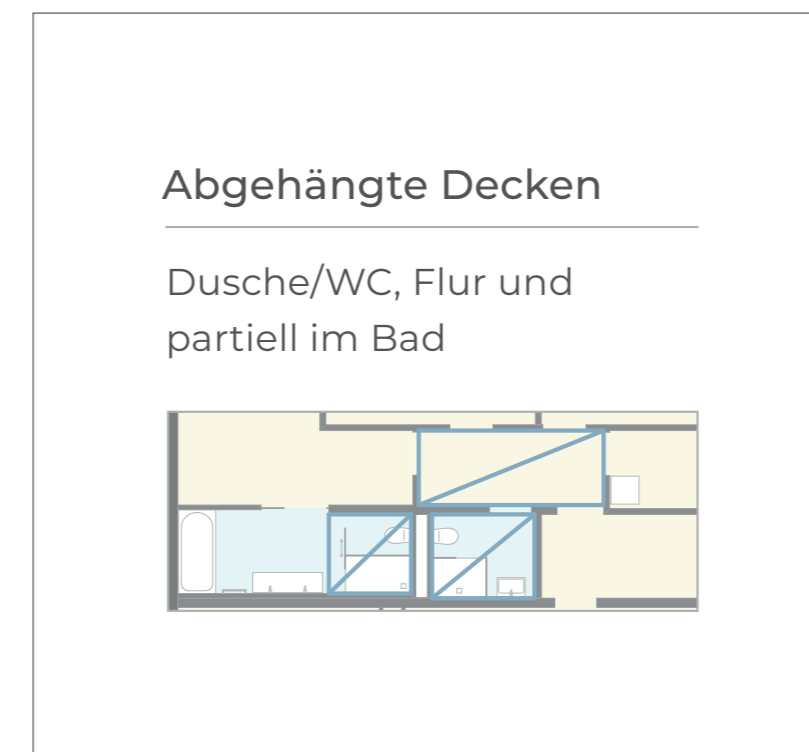 Abgehängte Decken
Dusche/WC, Flur und
partiell im Bad